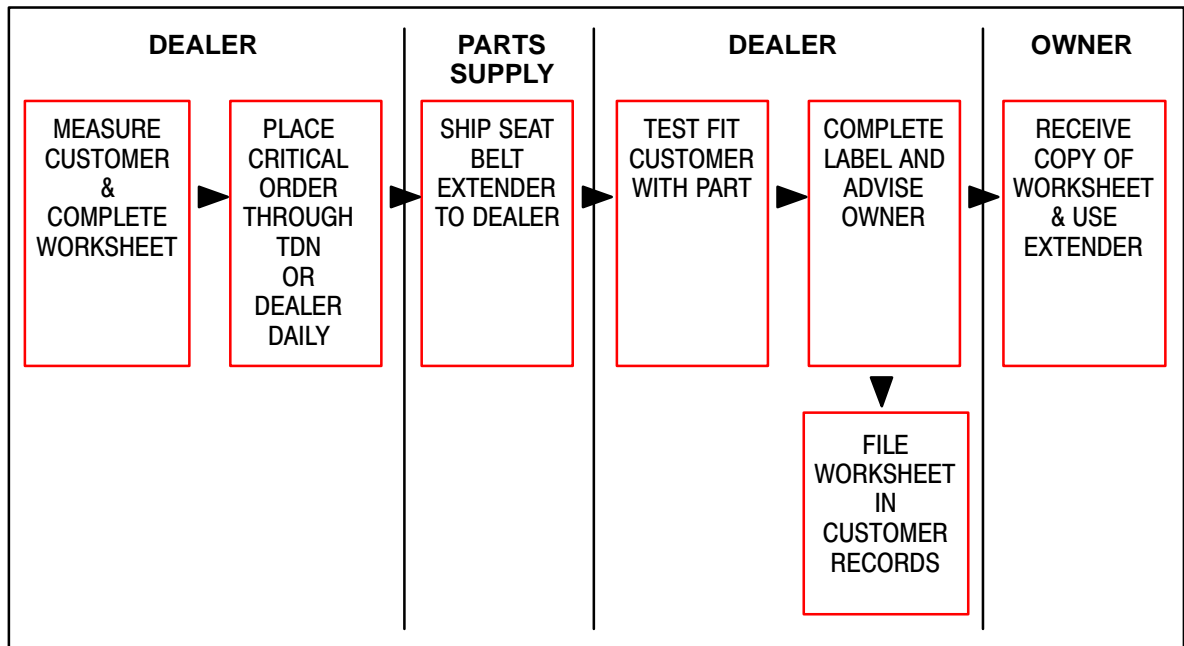 DEALER
MEASURE
CUSTOMER
&
COMPLETE
WORKSHEET
PLACE
CRITICAL
ORDER
THROUGH
TDN
OR
DEALER
DAILY
PARTS
SUPPLY
SHIP SEAT
BELT
EXTENDER
TO DEALER
DEALER
TEST FIT
CUSTOMER
WITH PART
COMPLETE
LABEL AND
ADVISE
OWNER
FILE
WORKSHEET
IN
CUSTOMER
RECORDS
OWNER
RECEIVE
COPY OF
WORKSHEET
& USE
EXTENDER